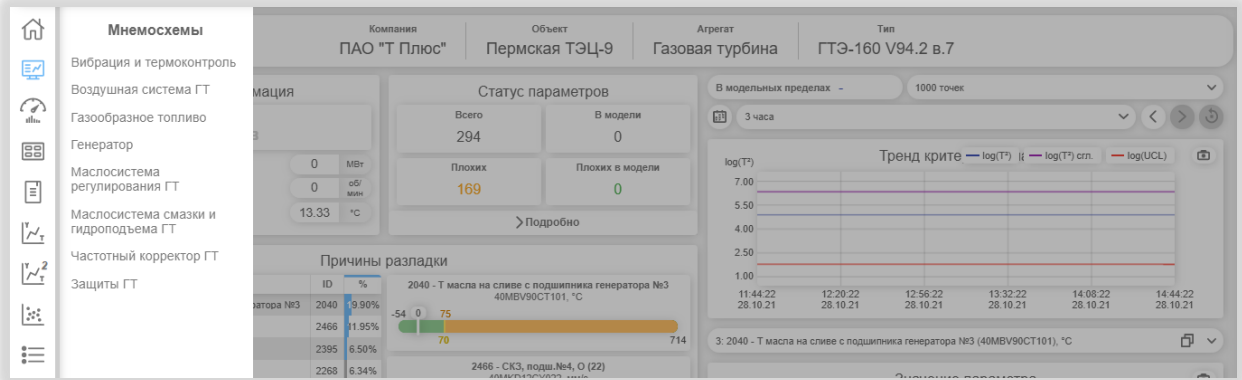 Мнемосхемы
Вибрация и термоконтроль
Воздушная система ГТ
Газообразное топливо
Генератор
Маслосистема
регулирования ГТ
Маслосистема смазки и
гидроподъема ГТ
Частотный корректор ГТ
Защиты ГТ
Компания
ПАО "Т Плюс"
Объект
Пермская ТЭЦ-9
Агрегат
Газовая турбина
Тип
ГТЭ-160 V94.2 в.7
мация
0 МВт
0 об/
мин
13.33 °C
Статус параметров
Всего
294
В модели
0
Плохих
169
Плохих в модели
0
Подробно
Причины разладки
ID %
ратора №3 2040 19.90%
2466 11.95%
2395 6.50%
2268 6.34%
2040 - Т масла на сливе с подшипника генератора №3
40MBV90CT101, °C
-54 0 75
70 714
2466 - СКЗ, подш.№4, О (22)
В модельных пределах -
1000 точек
3 часа
log(T²)
Тренд крите
log(T²)
log(T²) сгл.
log(UCL)
7.00
5.50
4.00
2.50
1.00
11:44:22 12:20:22 12:56:22 13:32:22 14:08:22 14:44:22
28.10.21 28.10.21 28.10.21 28.10.21 28.10.21 28.10.21
3: 2040 - Т масла на сливе с подшипника генератора №3 (40MBV90CT101), °C
Значение параметра